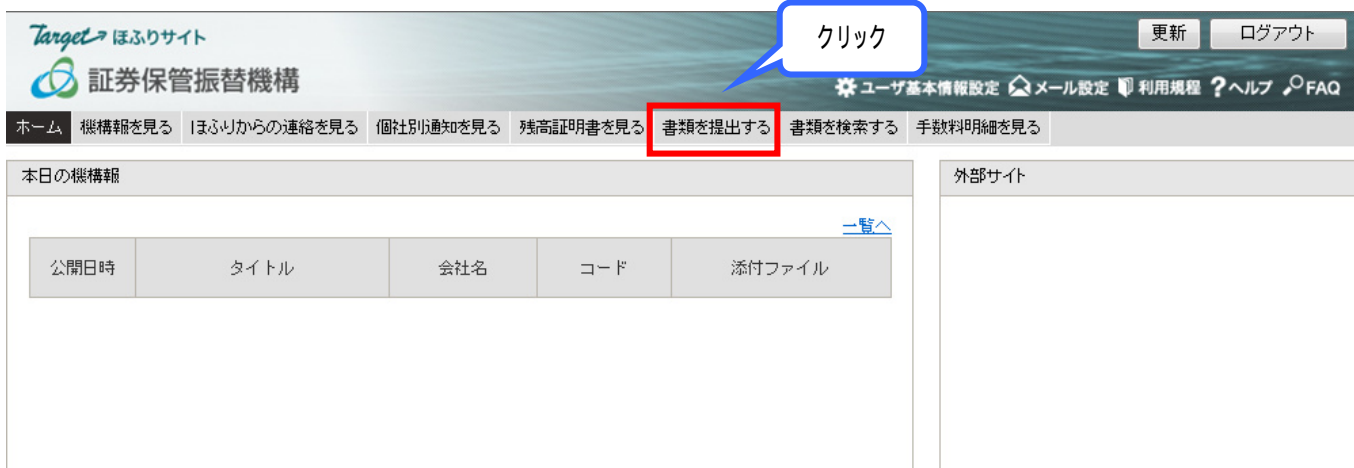 Target ほふりサイト
クリック
更新 ログアウト
証券保管振替機構
ユーザ基本情報設定 メール設定 利用規程 ?ヘルプ FAQ
ホーム 機構報を見る ほふりからの連絡を見る 個社別通知を見る 残高証明書を見る 書類を提出する 書類を検索する 手数料明細を見る
本日の機構報 外部サイト
一覧へ
公開日時 タイトル 会社名 コード 添付ファイル